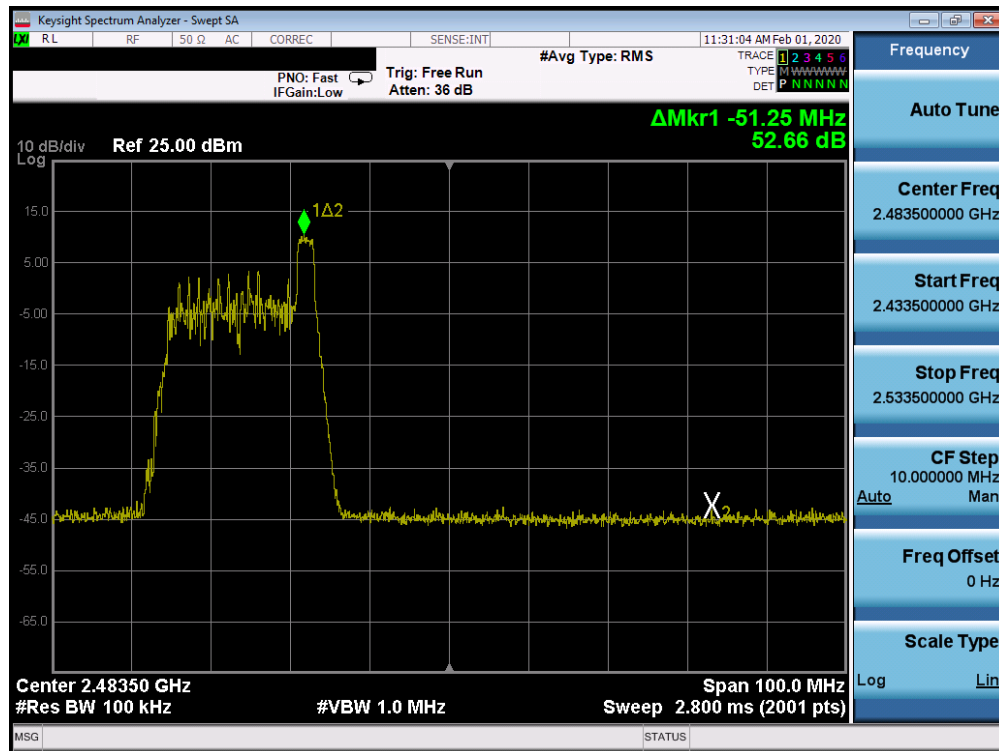 Keysight Spectrum Analyzer - Swept SA
LXI RL RF 50 Ω AC CORREC SENSE:INT 11:31:04 AM Feb 01, 2020
#Avg Type: RMS
TRACE 1 2 3 4 5 6
TYPE M W W W W W
DET P N N N N N
PNO: Fast
IFGain:Low
Trig: Free Run
Atten: 36 dB
ΔMkr1 -51.25 MHz
52.66 dB
10 dB/div Ref 25.00 dBm
Log
15.0
5.00
-5.00
-15.0
-25.0
-35.0
-45.0
-55.0
-65.0
1Δ2
X2
Center 2.48350 GHz
Span 100.0 MHz
#Res BW 100 kHz
#VBW 1.0 MHz
Sweep 2.800 ms (2001 pts)
MSG
STATUS
Frequency
Auto Tune
Center Freq
2.483500000 GHz
Start Freq
2.433500000 GHz
Stop Freq
2.533500000 GHz
CF Step
10.000000 MHz
Auto Man
Freq Offset
0 Hz
Scale Type
Log Lin